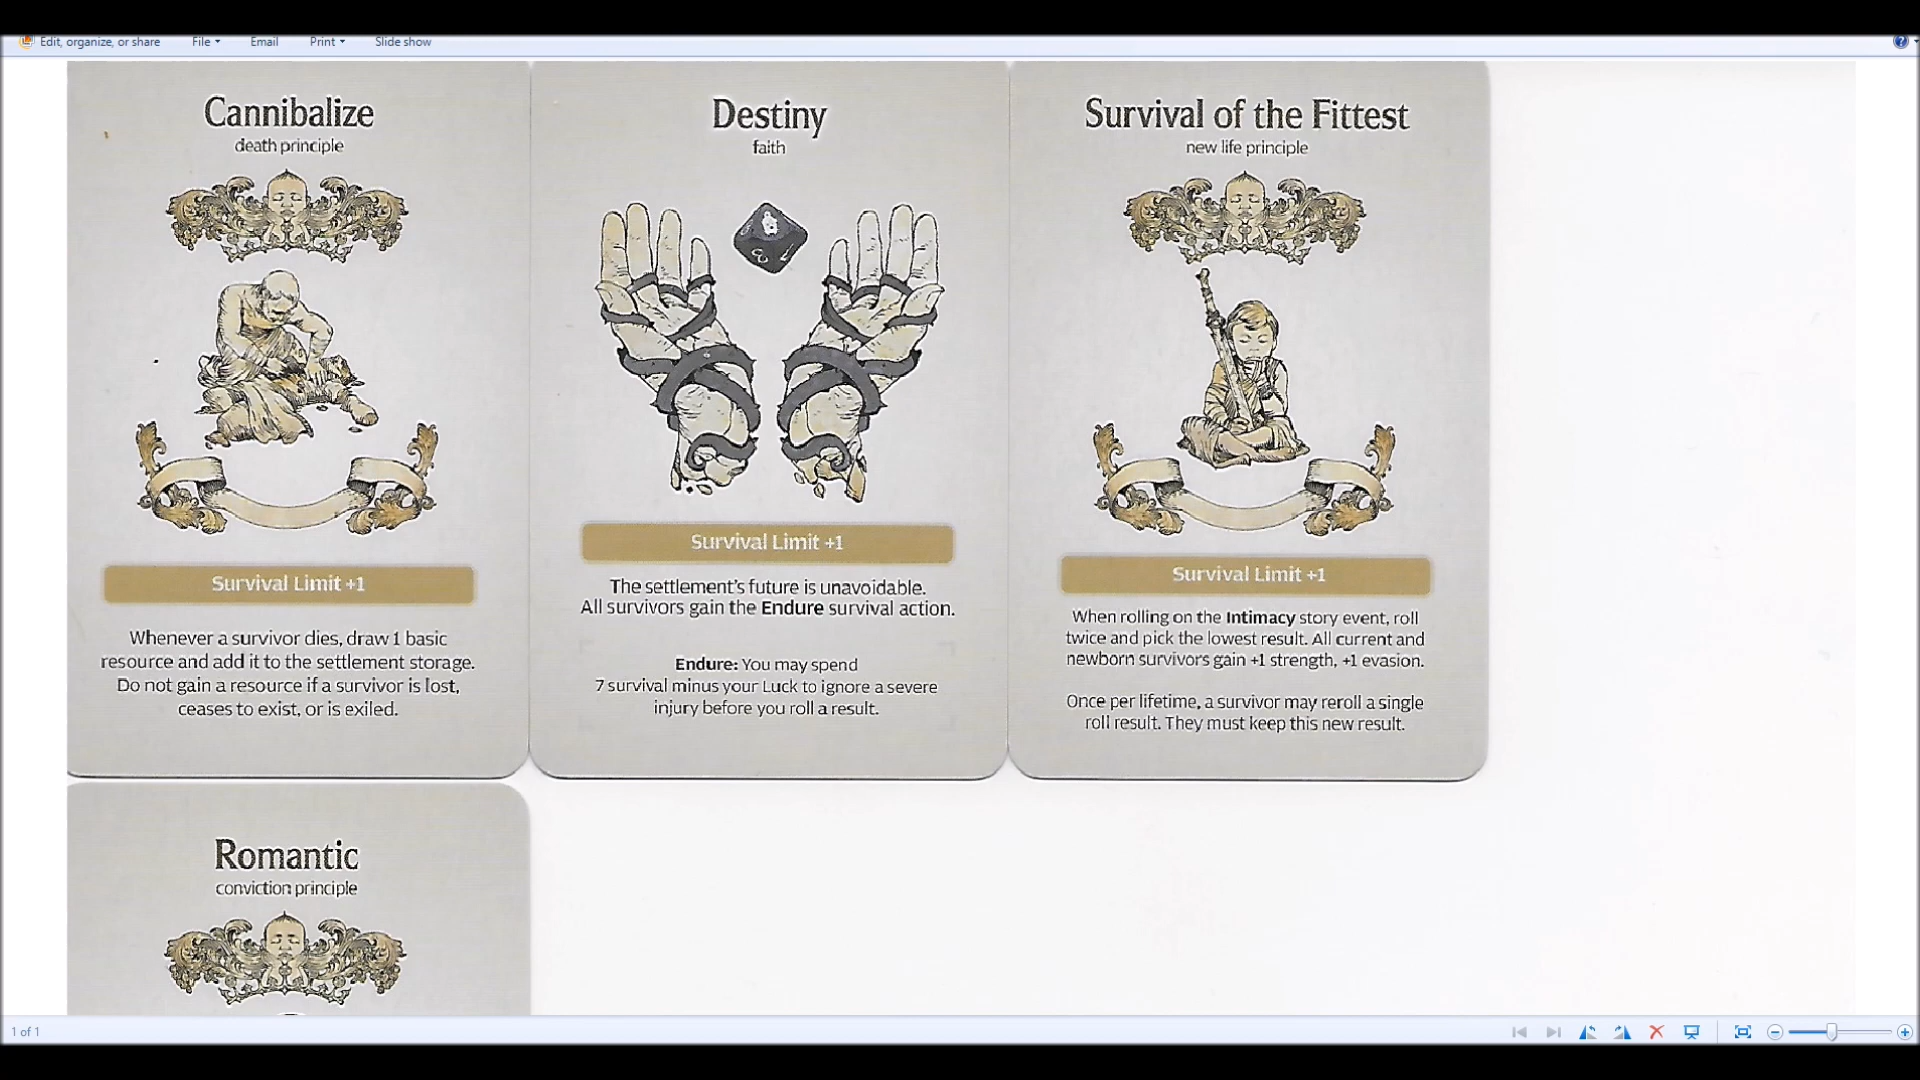 Edit, organize, or share File Email Print Slide show
Cannibalize
death principle
Survival Limit +1
Whenever a survivor dies, draw 1 basic
resource and add it to the settlement storage.
Do not gain a resource if a survivor is lost,
ceases to exist, or is exiled.
Destiny
faith
Survival Limit +1
The settlement's future is unavoidable.
All survivors gain the Endure survival action.
Endure: You may spend
7 survival minus your Luck to ignore a severe
injury before you roll a result.
Survival of the Fittest
new life principle
Survival Limit +1
When rolling on the Intimacy story event, roll
twice and pick the lowest result. All current and
newborn survivors gain +1 strength, +1 evasion.
Once per lifetime, a survivor may reroll a single
roll result. They must keep this new result.
Romantic
conviction principle
1 of 1